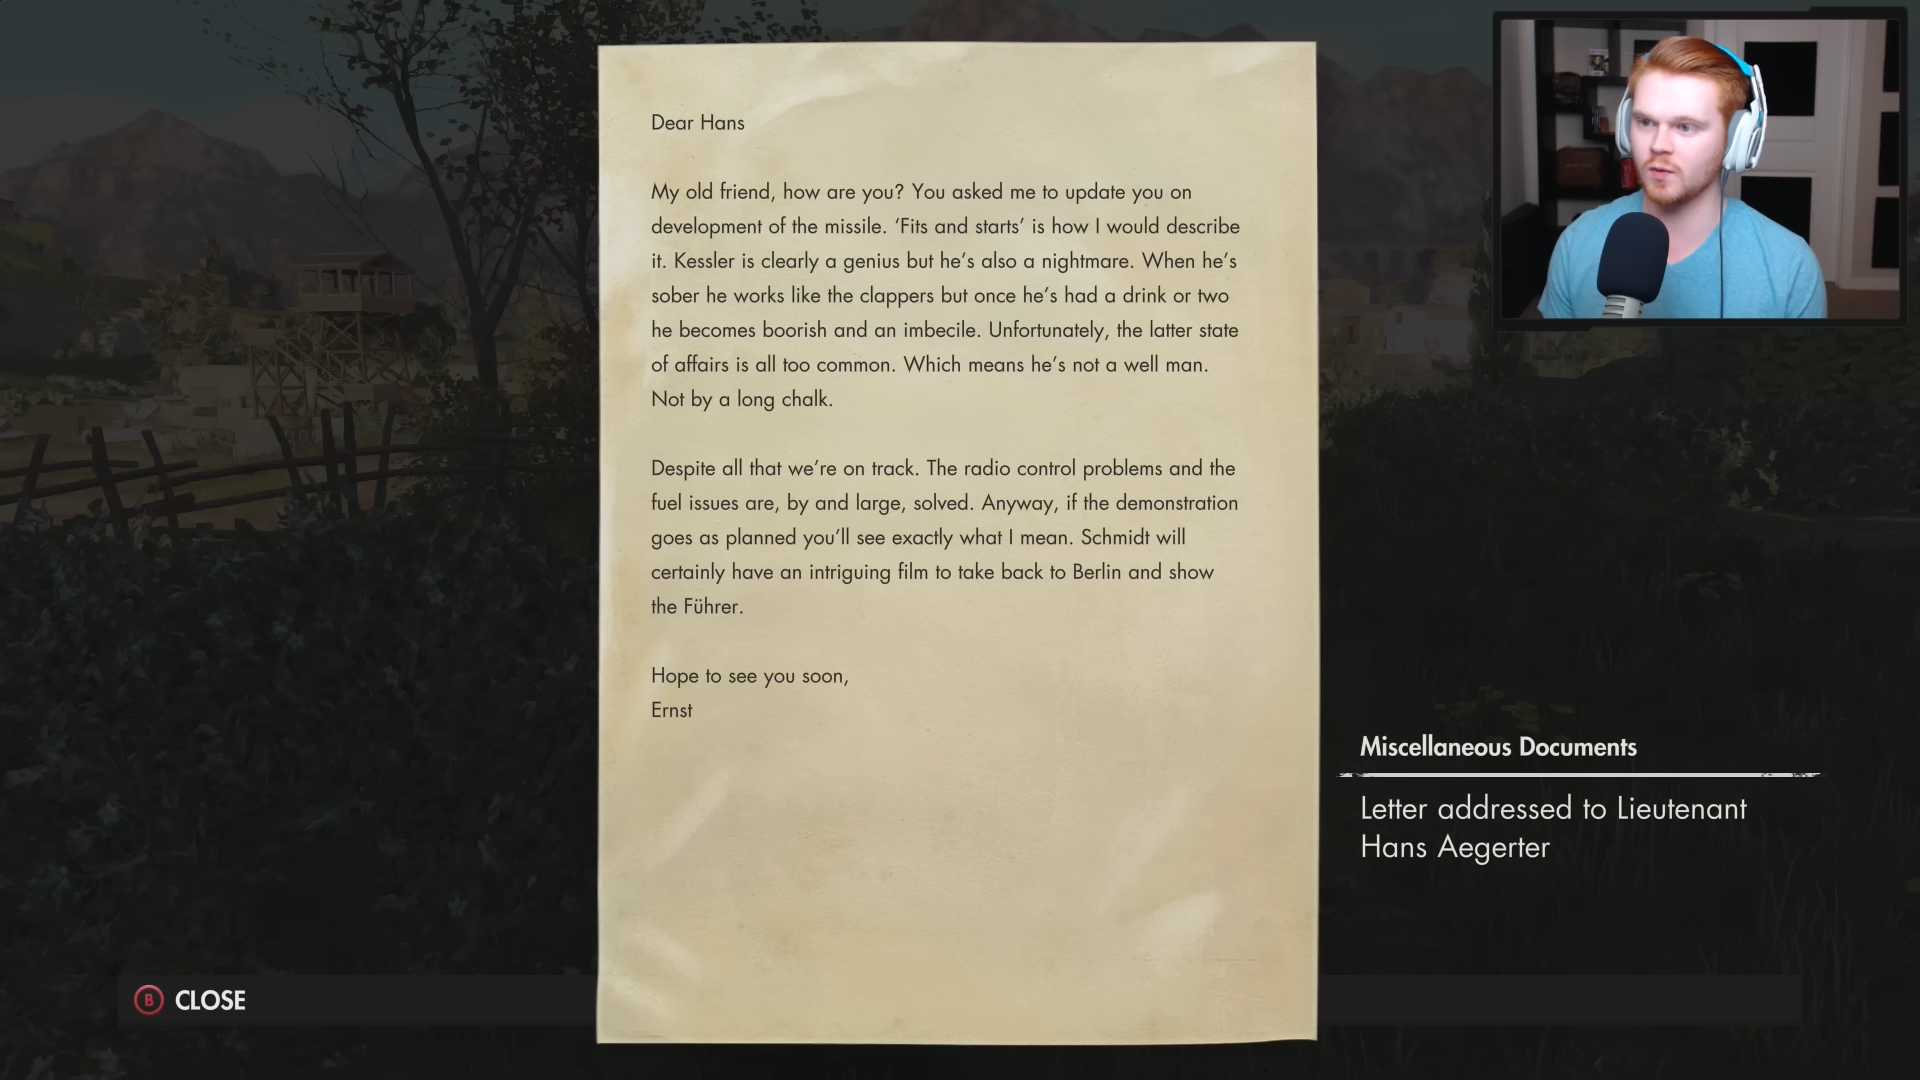 Dear Hans
My old friend, how are you? You asked me to update you on
development of the missile. ‘Fits and starts’ is how I would describe
it. Kessler is clearly a genius but he’s also a nightmare. When he’s
sober he works like the clappers but once he’s had a drink or two
he becomes boorish and an imbecile. Unfortunately, the latter state
of affairs is all too common. Which means he’s not a well man.
Not by a long chalk.
Despite all that we’re on track. The radio control problems and the
fuel issues are, by and large, solved. Anyway, if the demonstration
goes as planned you’ll see exactly what I mean. Schmidt will
certainly have an intriguing film to take back to Berlin and show
the Führer.
Hope to see you soon,
Ernst
Miscellaneous Documents
Letter addressed to Lieutenant
Hans Aegerter
B CLOSE